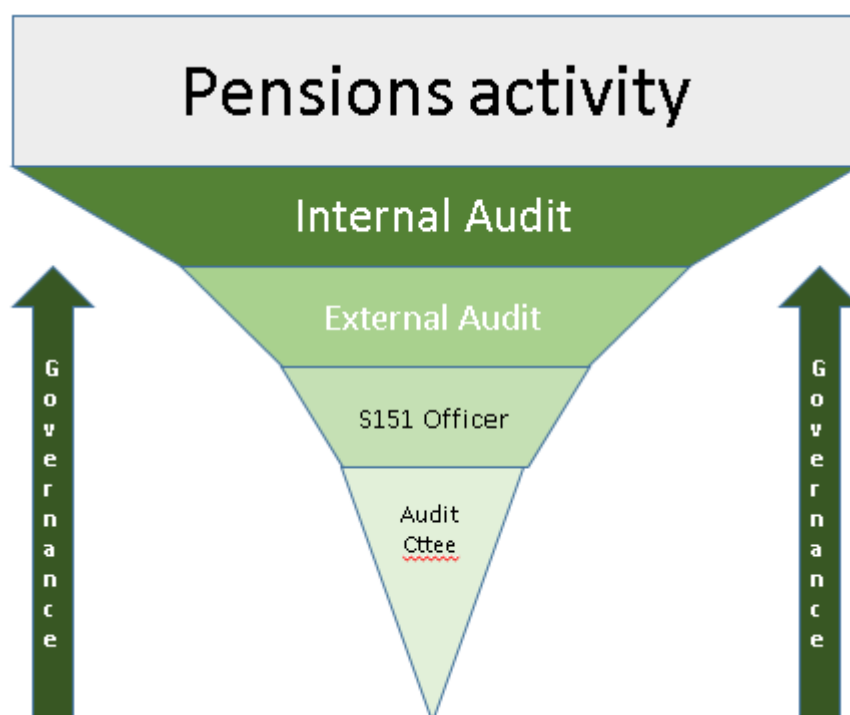 Pensions activity
Internal Audit
External Audit
S151 Officer
Audit
Cttee
Governance
Governance